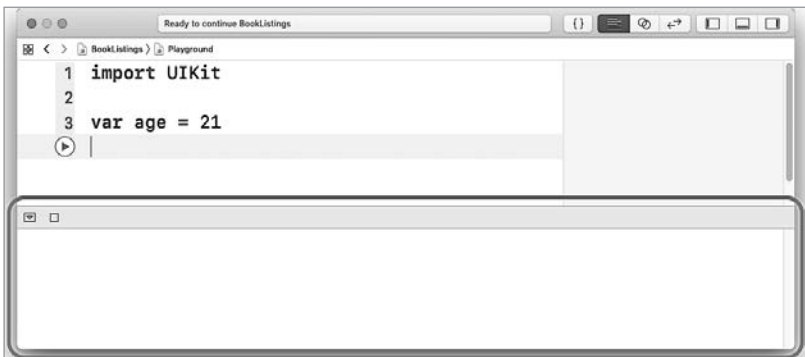 Ready to continue BookListings
{}
BookListings 〉 Playground
1 import UIKit
2
3 var age = 21